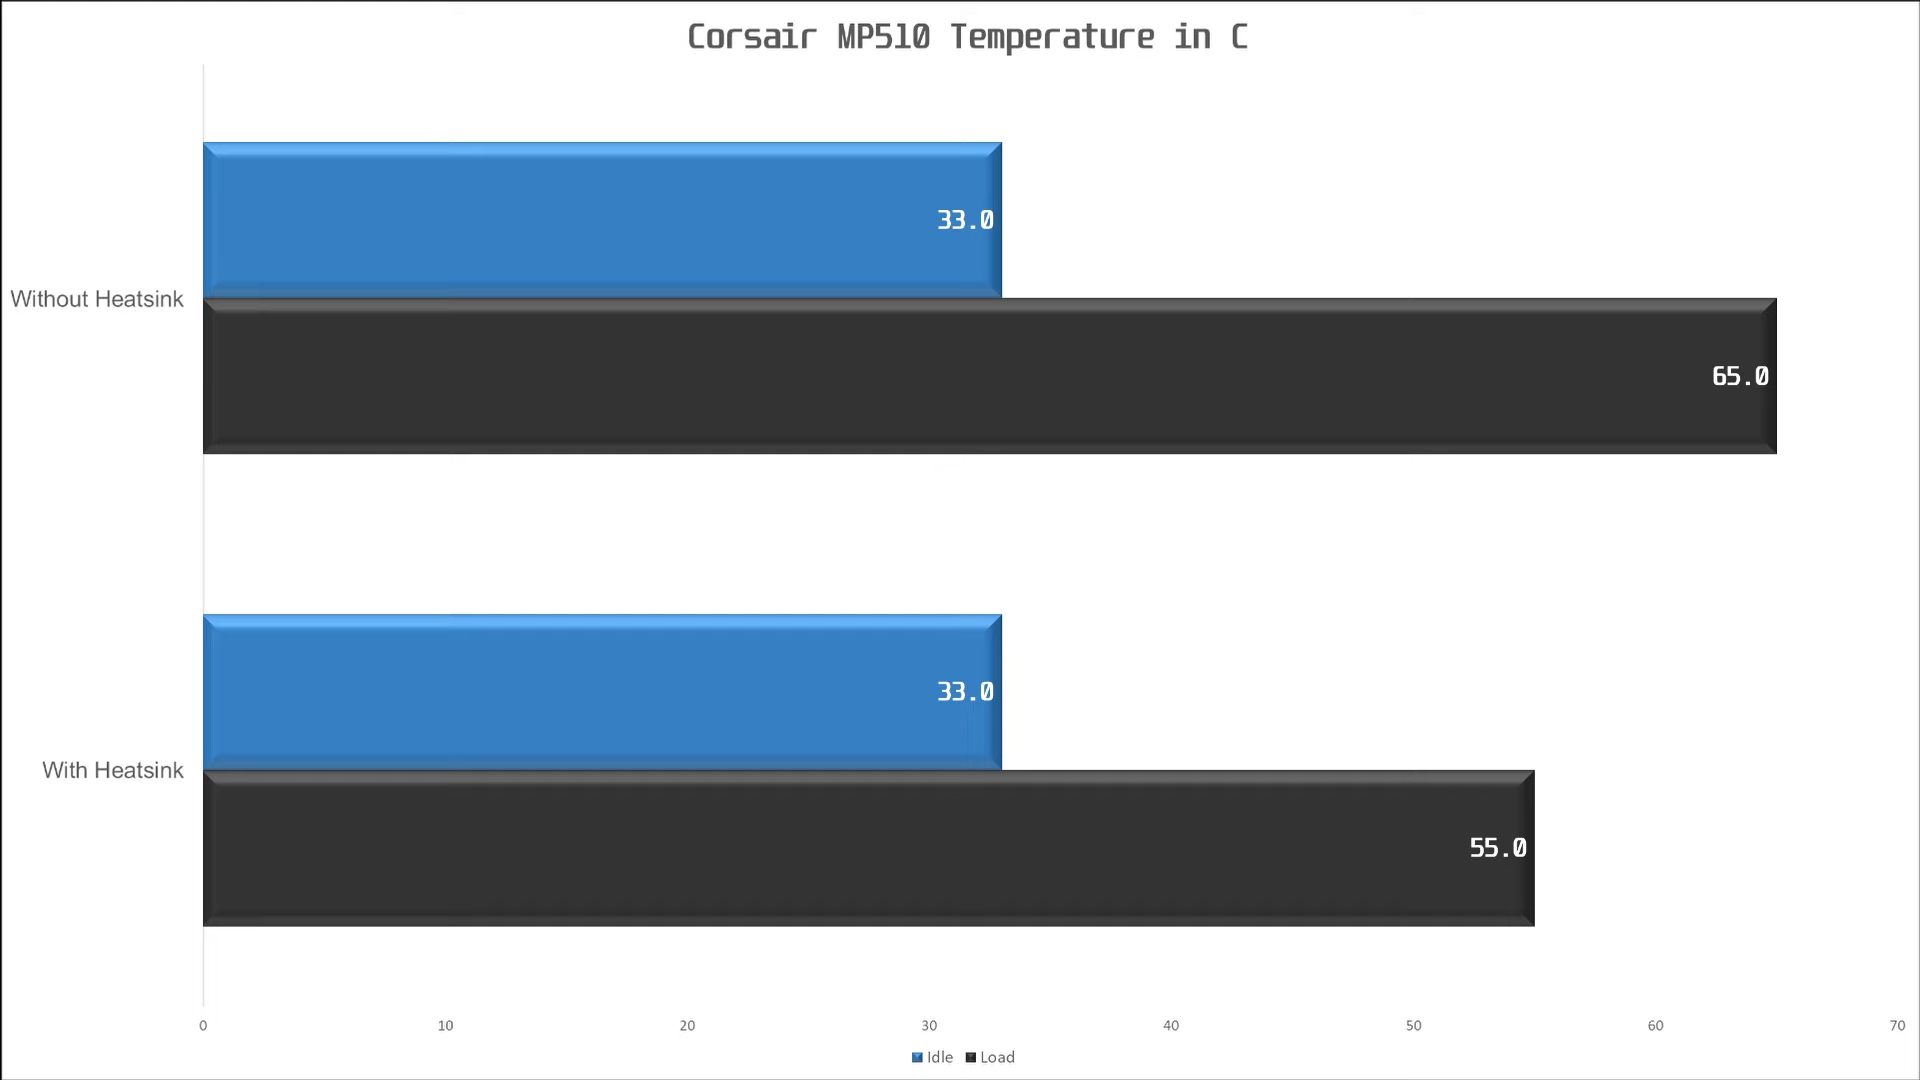 Corsair MP510 Temperature in C
33.0
Without Heatsink
65.0
33.0
With Heatsink
55.0
0 10 20 30 40 50 60 70
Idle Load